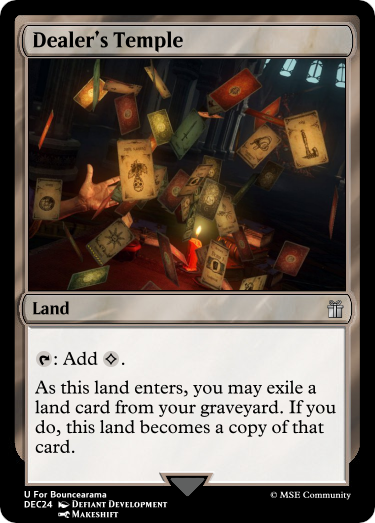 Dealer's Temple
Land
: Add .
As this land enters, you may exile a
land card from your graveyard. If you
do, this land becomes a copy of that
card.
U For Bouncearama
DEC24 Defiant Development
Makeshift
© MSE Community